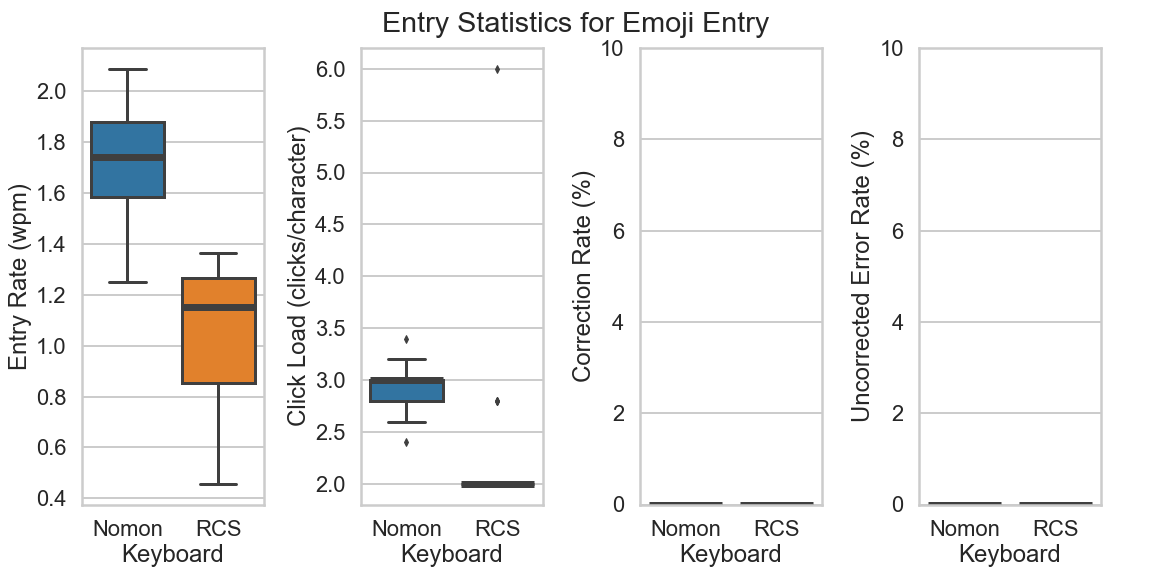 Entry Statistics for Emoji Entry
Entry Rate (wpm)
2.0
1.8
1.6
1.4
1.2
1.0
0.8
0.6
0.4
Nomon RCS
Keyboard
Click Load (clicks/character)
6.0
5.5
5.0
4.5
4.0
3.5
3.0
2.5
2.0
Nomon RCS
Keyboard
Correction Rate (%)
10
8
6
4
2
0
Nomon RCS
Keyboard
Uncorrected Error Rate (%)
10
8
6
4
2
0
Nomon RCS
Keyboard